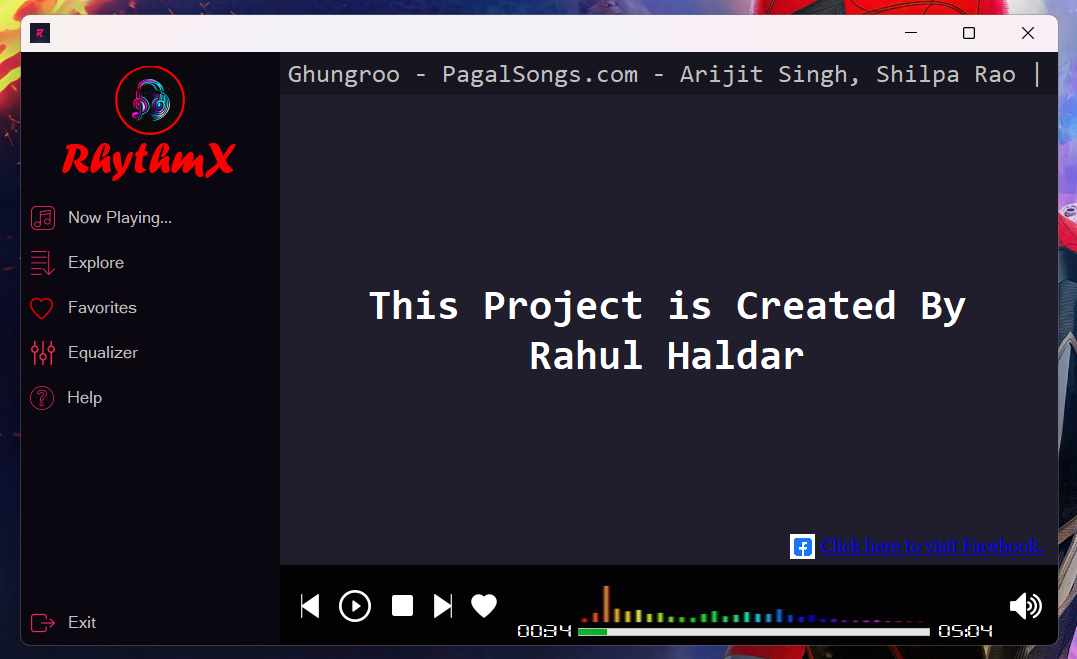 R
Ghungroo - PagalSongs.com - Arijit Singh, Shilpa Rao |
RhythmX
Now Playing...
Explore
Favorites
Equalizer
Help
This Project is Created By
Rahul Haldar
Click here to visit Facebook.
Exit
00:34
05:04